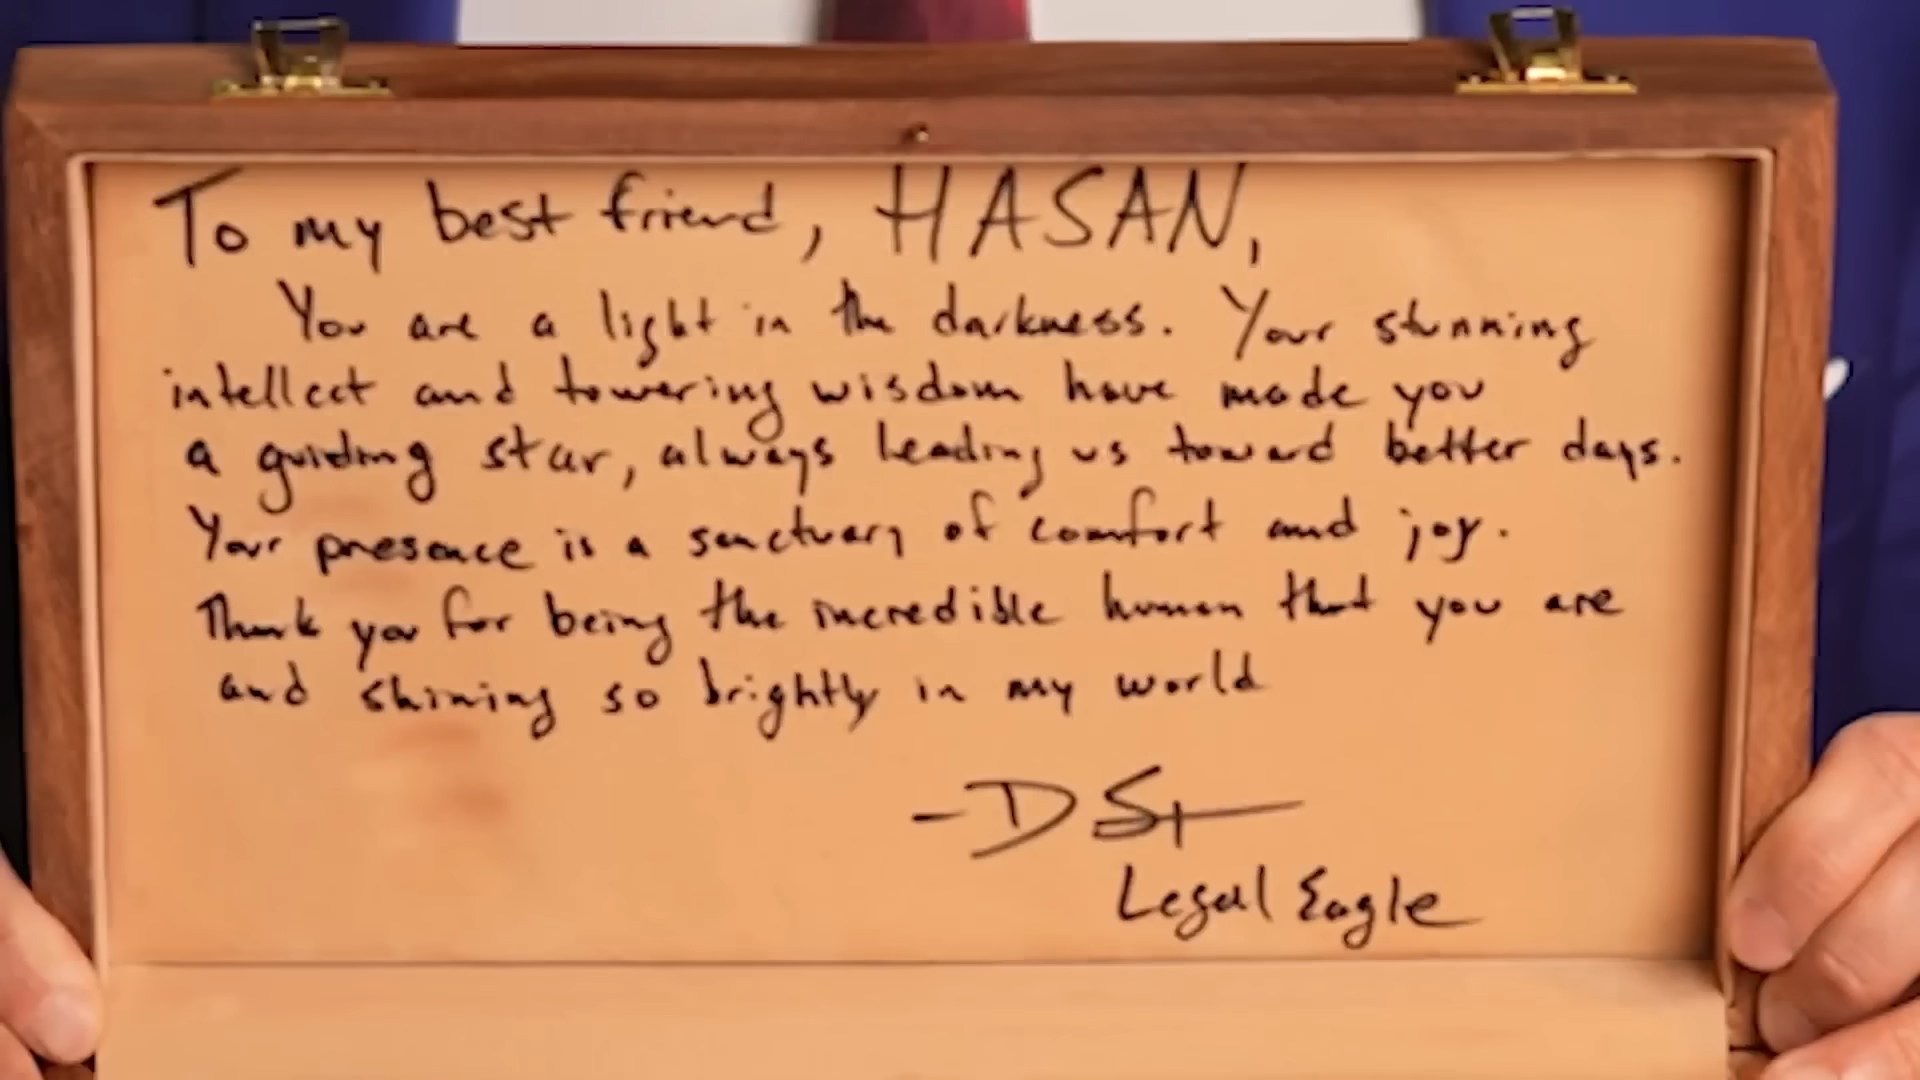 To my best friend, HASAN,
You are a light in the darkness. Your stunning
intellect and towering wisdom have made you
a guiding star, always leading us toward better days.
Your presence is a sanctuary of comfort and joy.
Thank you for being the incredible human that you are
and shining so brightly in my world
-DS
Legal Eagle